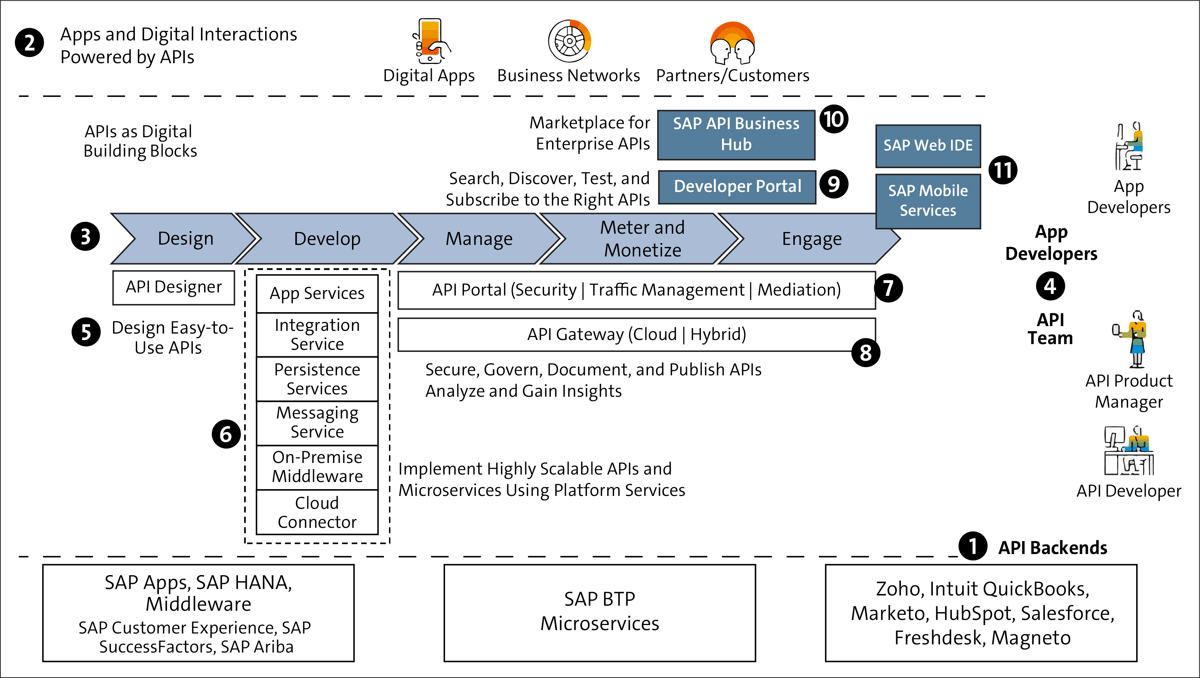 2
Apps and Digital Interactions
Powered by APIs
Digital Apps
Business Networks
Partners/Customers
APIs as Digital
Building Blocks
Marketplace for
Enterprise APIs
SAP API Business
Hub
10
Search, Discover, Test, and
Subscribe to the Right APIs
Developer Portal
9
SAP Web IDE
SAP Mobile
Services
11
App
Developers
3
Design
Develop
Manage
Meter and
Monetize
Engage
App
Developers
4
API
Team
API Designer
5
Design Easy-to-
Use APIs
App Services
Integration
Service
Persistence
Services
Messaging
Service
On-Premise
Middleware
Cloud
Connector
6
API Portal (Security | Traffic Management | Mediation)
7
API Gateway (Cloud | Hybrid)
8
Secure, Govern, Document, and Publish APIs
Analyze and Gain Insights
Implement Highly Scalable APIs and
Microservices Using Platform Services
API Product
Manager
API Developer
1
API Backends
SAP Apps, SAP HANA,
Middleware
SAP Customer Experience, SAP
SuccessFactors, SAP Ariba
SAP BTP
Microservices
Zoho, Intuit QuickBooks,
Marketo, HubSpot, Salesforce,
Freshdesk, Magneto